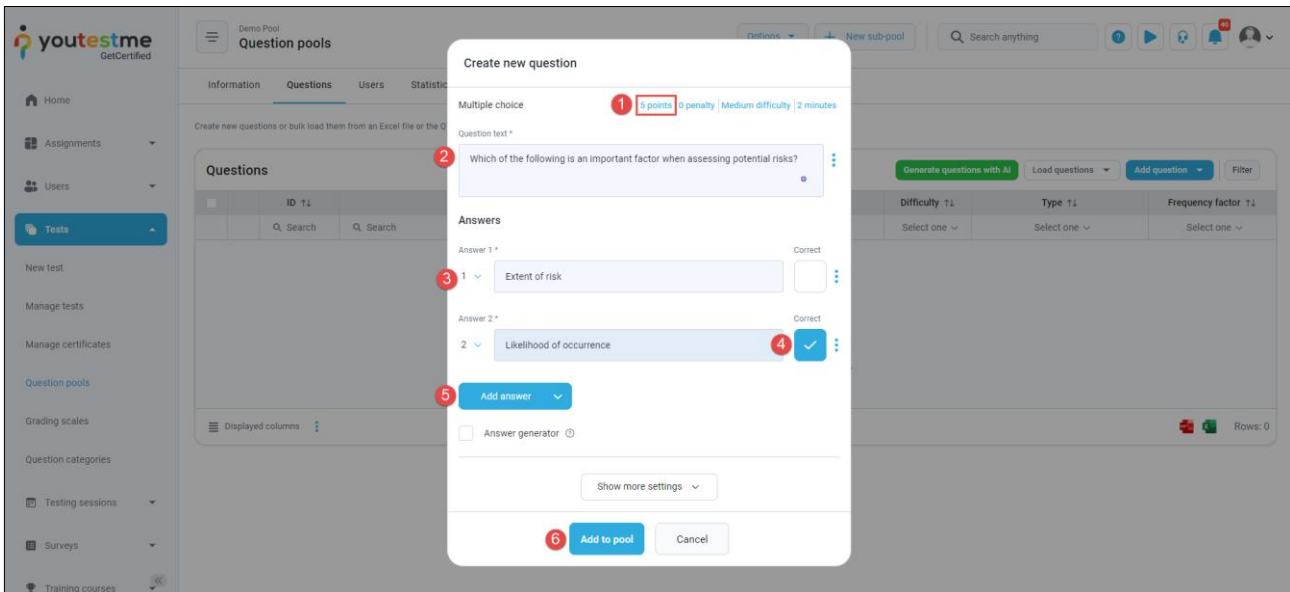 youtestme
GetCertified
Home
Assignments
Users
Tests
New test
Manage tests
Manage certificates
Question pools
Grading scales
Question categories
Testing sessions
Surveys
Training courses
Demo Pool
Question pools
Options
+ New sub-pool
Search anything
40
Information Questions Users Statistic
Create new questions or bulk load them from an Excel file or the Q
Questions
Generate questions with AI Load questions Add question Filter
ID Difficulty Type Frequency factor
Search Search Select one Select one Select one
Displayed columns
Rows: 0
Create new question
Multiple choice 1 5 points 0 penalty Medium difficulty 2 minutes
Question text *
2 Which of the following is an important factor when assessing potential risks?
Answers
Answer 1 * Correct
3 1 Extent of risk
Answer 2 * Correct
2 Likelihood of occurrence 4
5 Add answer
Answer generator
Show more settings
6 Add to pool Cancel